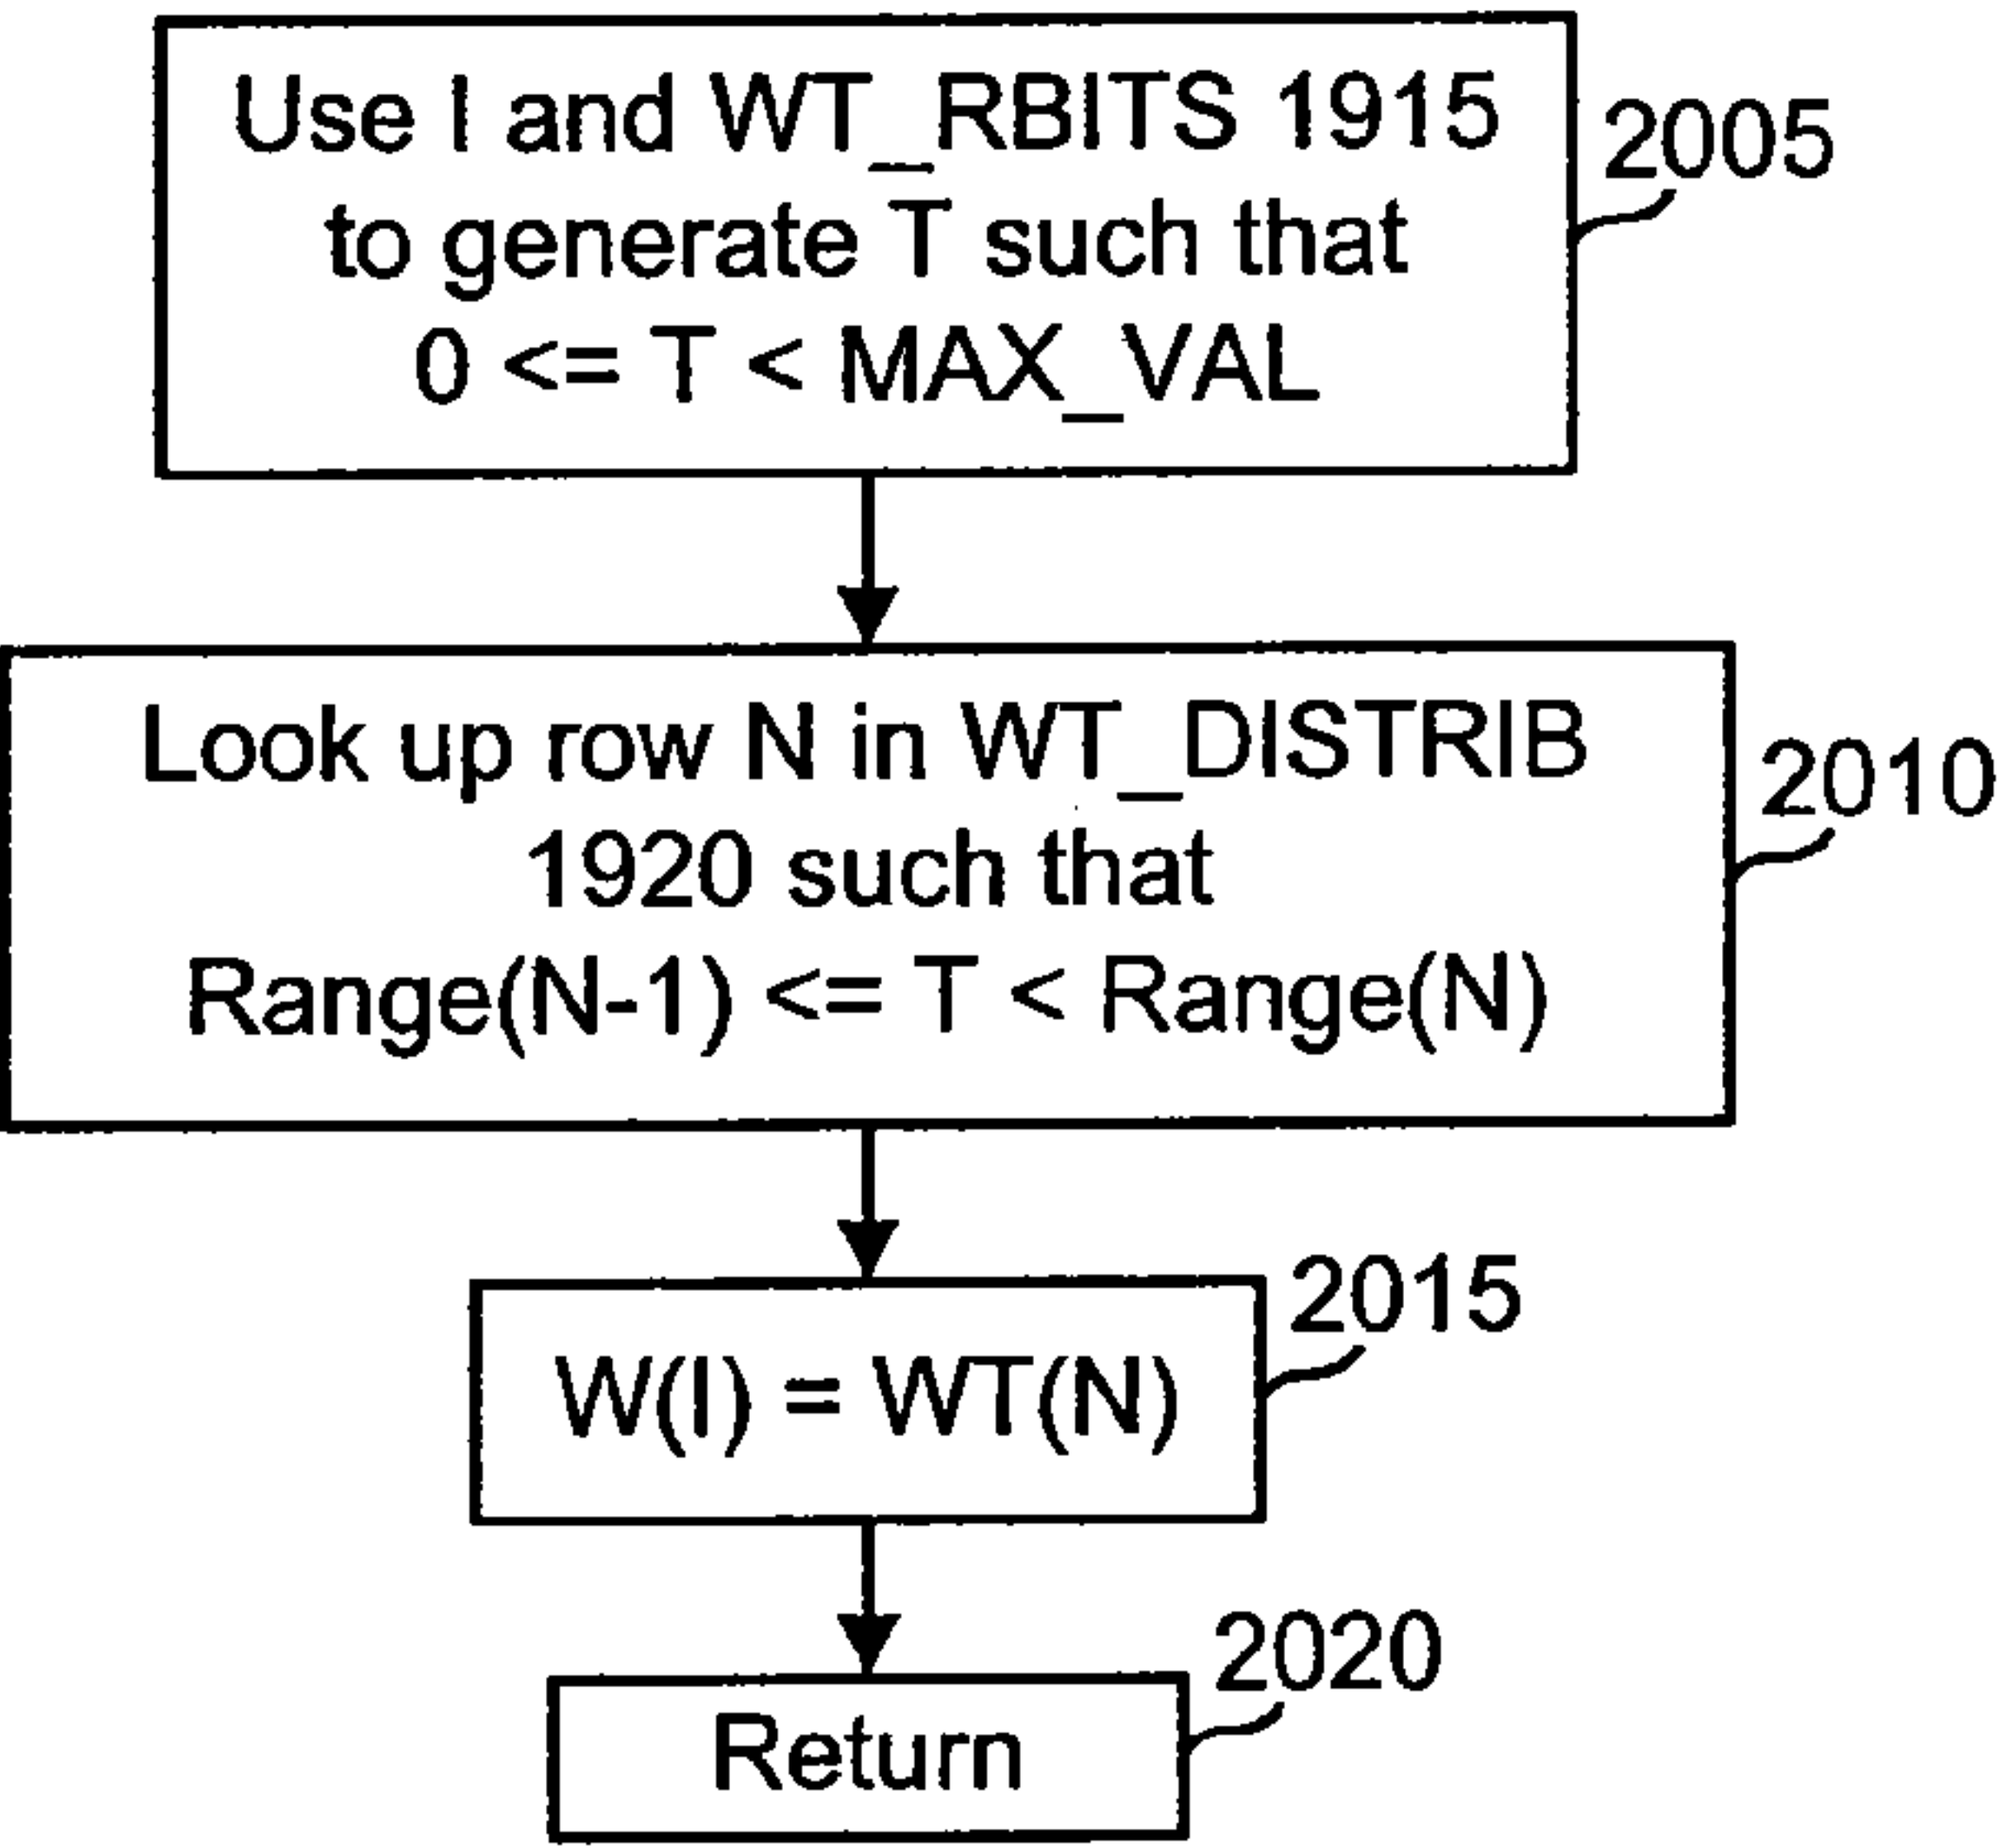 Use I and WT_RBITS 1915
to generate T such that
0 <= T < MAX_VAL
2005
Look up row N in WT_DISTRIB
1920 such that
Range(N-1) <= T < Range(N)
2010
W(I) = WT(N)
2015
Return
2020